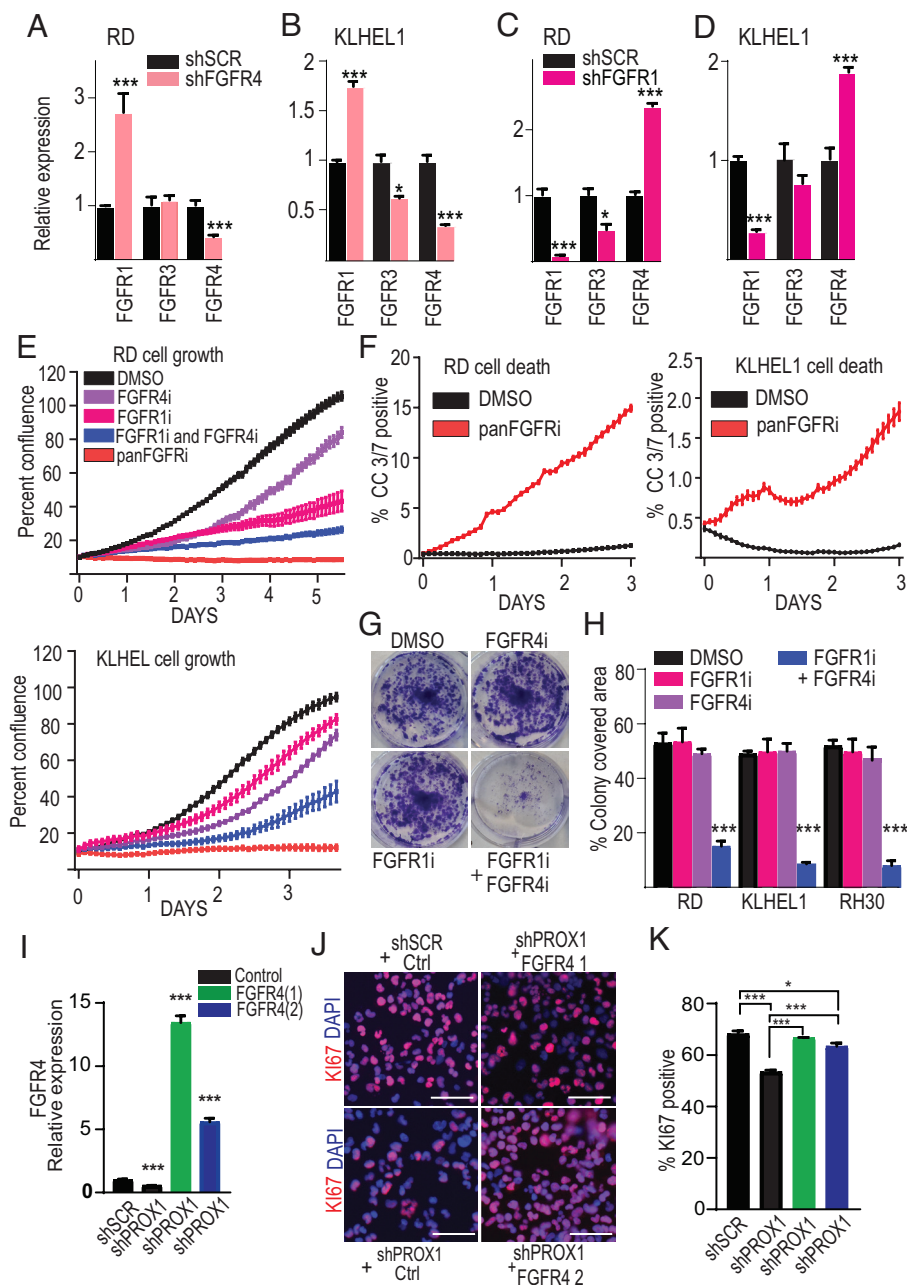 A
RD
shSCR
shFGFR4
Relative expression
3
2
1
***
***
FGFR1
FGFR3
FGFR4
B
KLHEL1
2
1
0.5
***
*
***
FGFR1
FGFR3
FGFR4
C
RD
shSCR
shFGFR1
2
1
***
*
***
FGFR1
FGFR3
FGFR4
D
KLHEL1
2
1
***
***
FGFR1
FGFR3
FGFR4
E
RD cell growth
DMSO
FGFR4i
FGFR1i
FGFR1i and FGFR4i
panFGFRi
Percent confluence
120
100
80
60
40
20
0 1 2 3 4 5
DAYS
KLHEL cell growth
Percent confluence
120
100
80
60
40
20
0 1 2 3
DAYS
F
RD cell death
DMSO
panFGFRi
% CC 3/7 positive
20
15
10
5
0
0 1 2 3
DAYS
KLHEL1 cell death
DMSO
panFGFRi
% CC 3/7 positive
2.5
2.0
1.5
1
0.5
0 1 2 3
DAYS
G
DMSO
FGFR4i
FGFR1i
FGFR1i
+ FGFR4i
H
DMSO
FGFR1i
FGFR4i
FGFR1i
+ FGFR4i
% Colony covered area
80
60
40
20
***
***
***
RD
KLHEL1
RH30
I
Control
FGFR4(1)
FGFR4(2)
FGFR4
Relative expression
15
10
5
0
***
***
***
shSCR
shPROX1
shPROX1
shPROX1
J
shSCR
+ Ctrl
shPROX1
+ FGFR4 1
KI67 DAPI
KI67 DAPI
shPROX1
+ Ctrl
shPROX1
+ FGFR4 2
K
% KI67 positive
80
60
40
20
0
*
***
***
***
shSCR
shPROX1
shPROX1
shPROX1